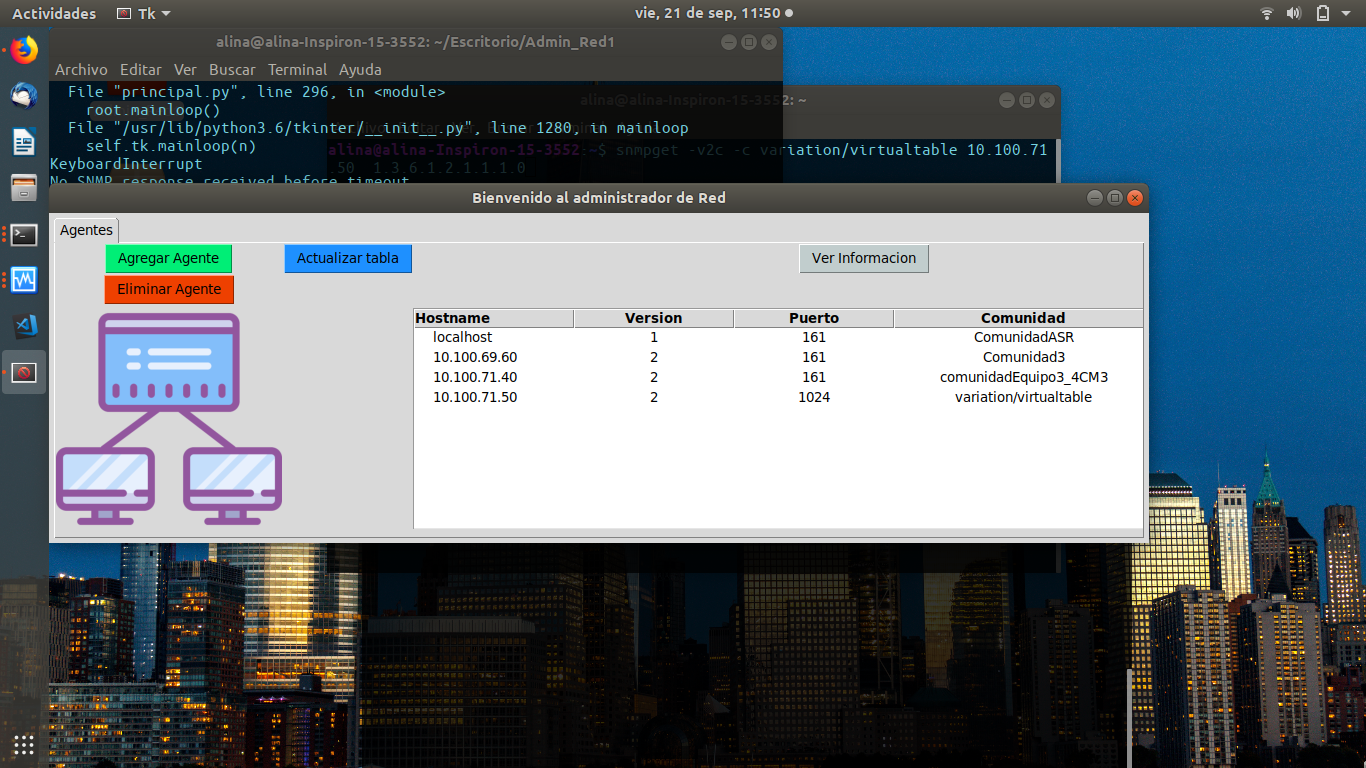 Actividades
Tk
vie, 21 de sep, 11:50
alina@alina-Inspiron-15-3552: ~/Escritorio/Admin_Red1
Archivo Editar Ver Buscar Terminal Ayuda
File "principal.py", line 296, in <module>
root.mainloop()
File "/usr/lib/python3.6/tkinter/__init__.py", line 1280, in mainloop
self.tk.mainloop(n)
KeyboardInterrupt
No SNMP response received before timeout
alina@alina-Inspiron-15-3552: ~
alina@alina-Inspiron-15-3552:~$ snmpget -v2c -c variation/virtualtable 10.100.71
.50 1.3.6.1.2.1.1.1.0
Bienvenido al administrador de Red
Agentes
Agregar Agente
Actualizar tabla
Ver Informacion
Eliminar Agente
Hostname Version Puerto Comunidad
localhost 1 161 ComunidadASR
10.100.69.60 2 161 Comunidad3
10.100.71.40 2 161 comunidadEquipo3_4CM3
10.100.71.50 2 1024 variation/virtualtable